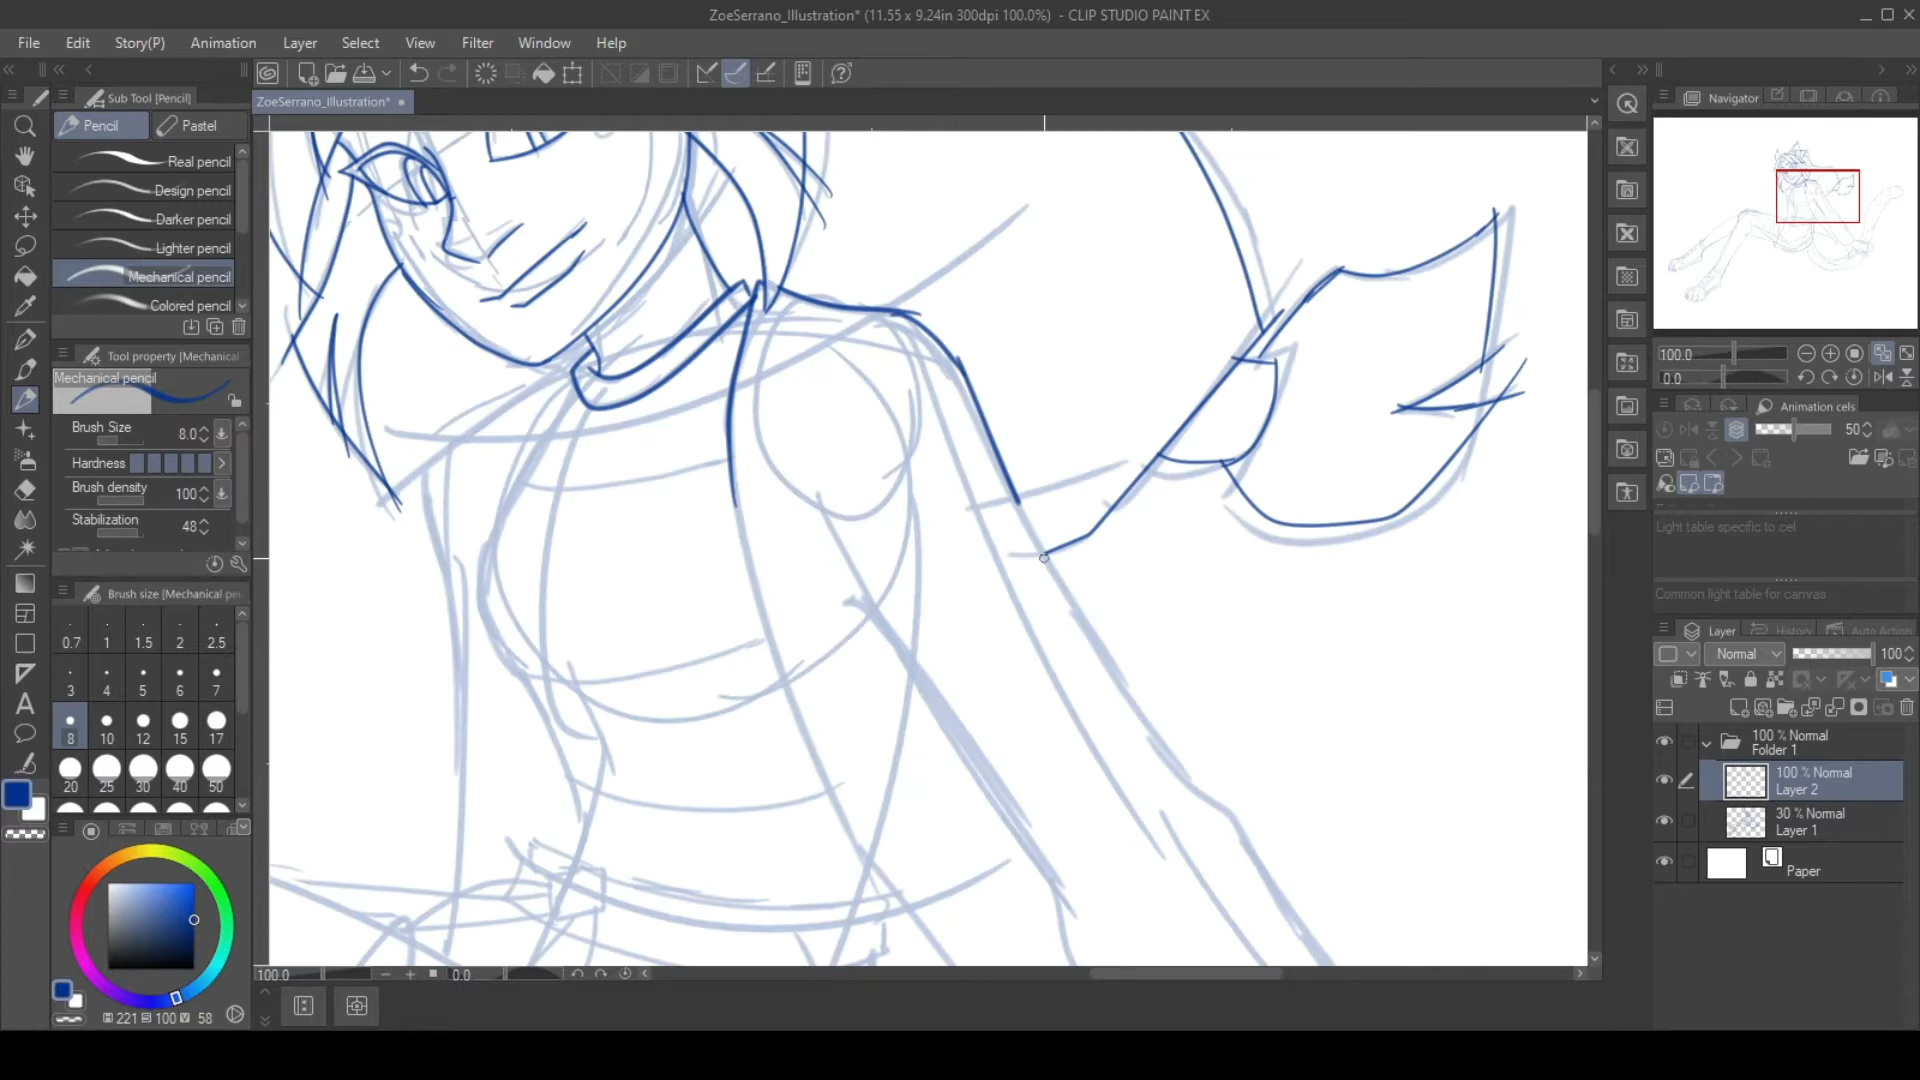 ZoeSerrano_Illustration* (11.55 x 9.24in 300dpi 100.0%) - CLIP STUDIO PAINT EX
File Edit Story(P) Animation Layer Select View Filter Window Help
Sub Tool [Pencil]
Pencil Pastel
Real pencil
Design pencil
Darker pencil
Lighter pencil
Mechanical pencil
Colored pencil
Tool property [Mechanical
Mechanical pencil
Brush Size 8.0
Hardness
Brush density 100
Stabilization 48
Brush size [Mechanical pe
0.7 1 1.5 2 2.5
3 4 5 6 7
8 10 12 15 17
20 25 30 40 50
H 221 S 100 V 58
ZoeSerrano_Illustration*
100.0 0.0
Navigator
100.0
0.0
Animation cels
50
Light table specific to cel
Common light table for canvas
Layer History Auto Action
Normal 100
100 % Normal
Folder 1
100 % Normal
Layer 2
30 % Normal
Layer 1
Paper